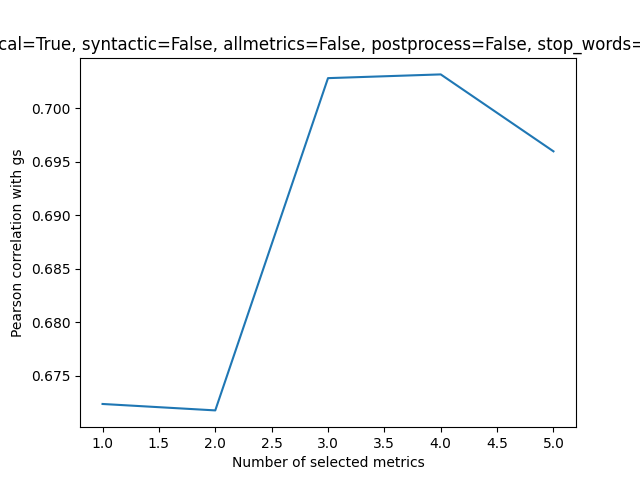 cal=True, syntactic=False, allmetrics=False, postprocess=False, stop_words=
Pearson correlation with gs
0.700
0.695
0.690
0.685
0.680
0.675
1.0 1.5 2.0 2.5 3.0 3.5 4.0 4.5 5.0
Number of selected metrics